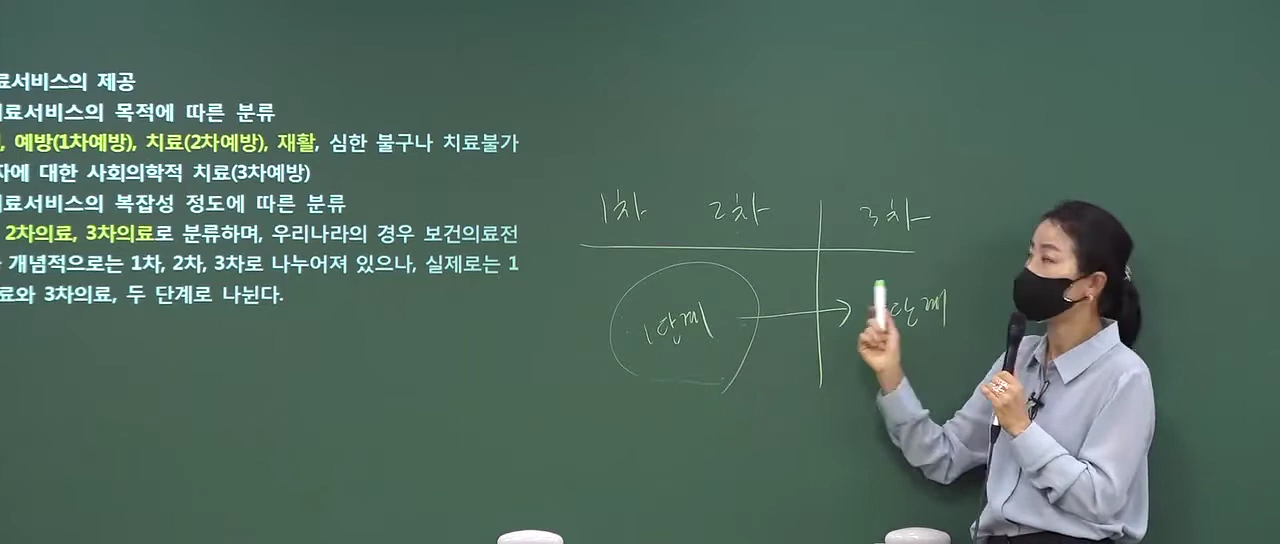 료서비스의 제공
의료서비스의 목적에 따른 분류
, 예방(1차예방), 치료(2차예방), 재활, 심한 불구나 치료불가
자에 대한 사회의학적 치료(3차예방)
의료서비스의 복잡성 정도에 따른 분류
2차의료, 3차의료로 분류하며, 우리나라의 경우 보건의료전
개념적으로는 1차, 2차, 3차로 나누어져 있으나, 실제로는 1
료와 3차의료, 두 단계로 나뉜다.
1차 2차 3차
1단계 단계